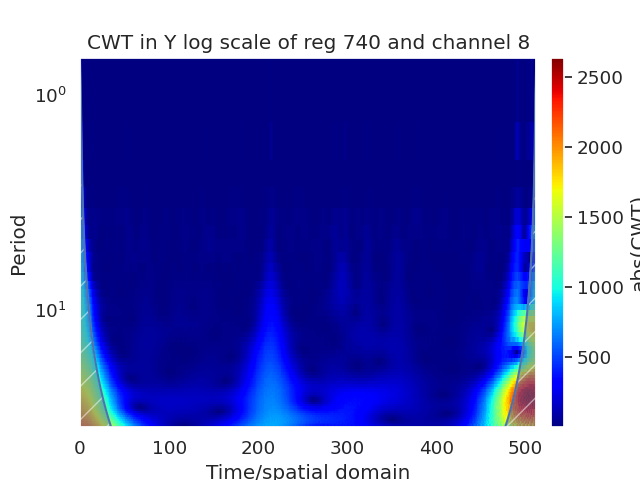 CWT in Y log scale of reg 740 and channel 8
10⁰
10¹
Period
0 100 200 300 400 500
Time/spatial domain
2500
2000
1500
1000
500
abs(CWT)